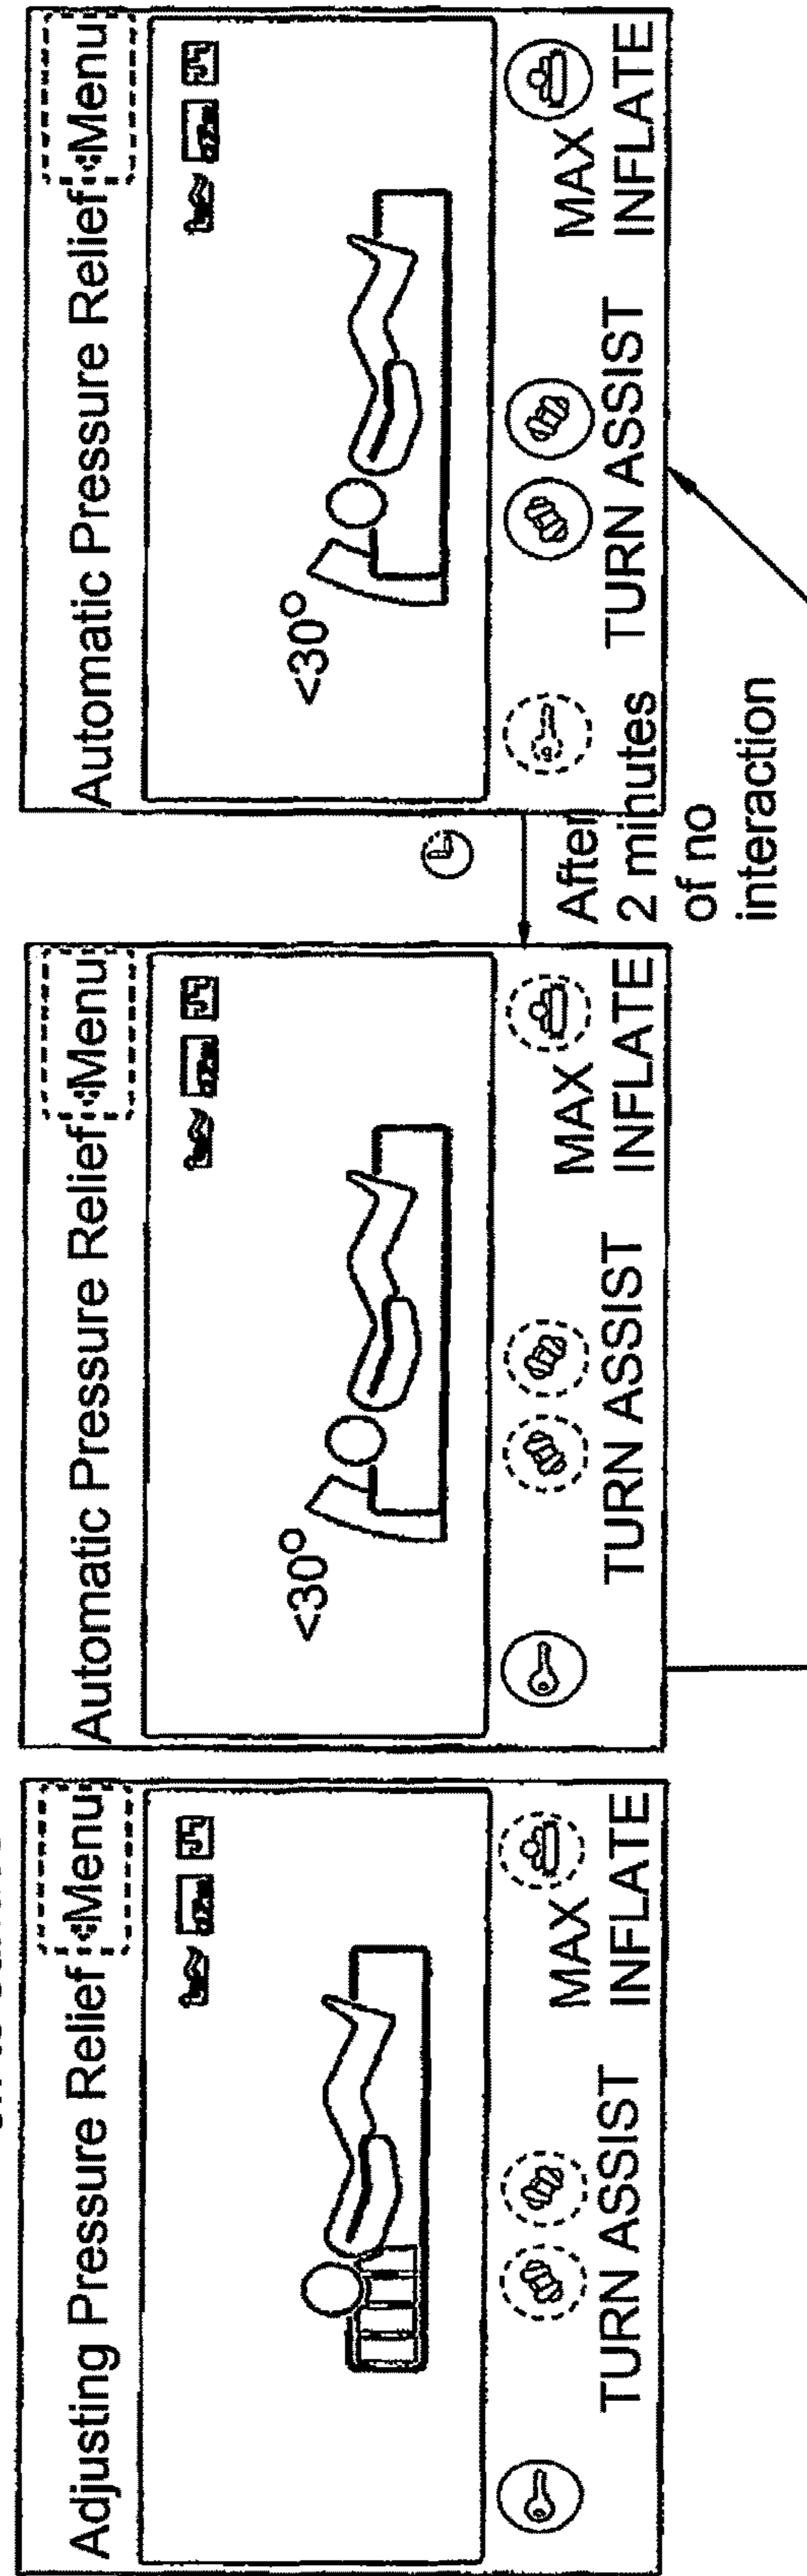 Adjusting Pressure Relief
Menu
MAX
TURN ASSIST
INFLATE
Automatic Pressure Relief
Menu
<30°
MAX
TURN ASSIST
INFLATE
After
2 minutes
of no
interaction
Automatic Pressure Relief
Menu
<30°
MAX
TURN ASSIST
INFLATE